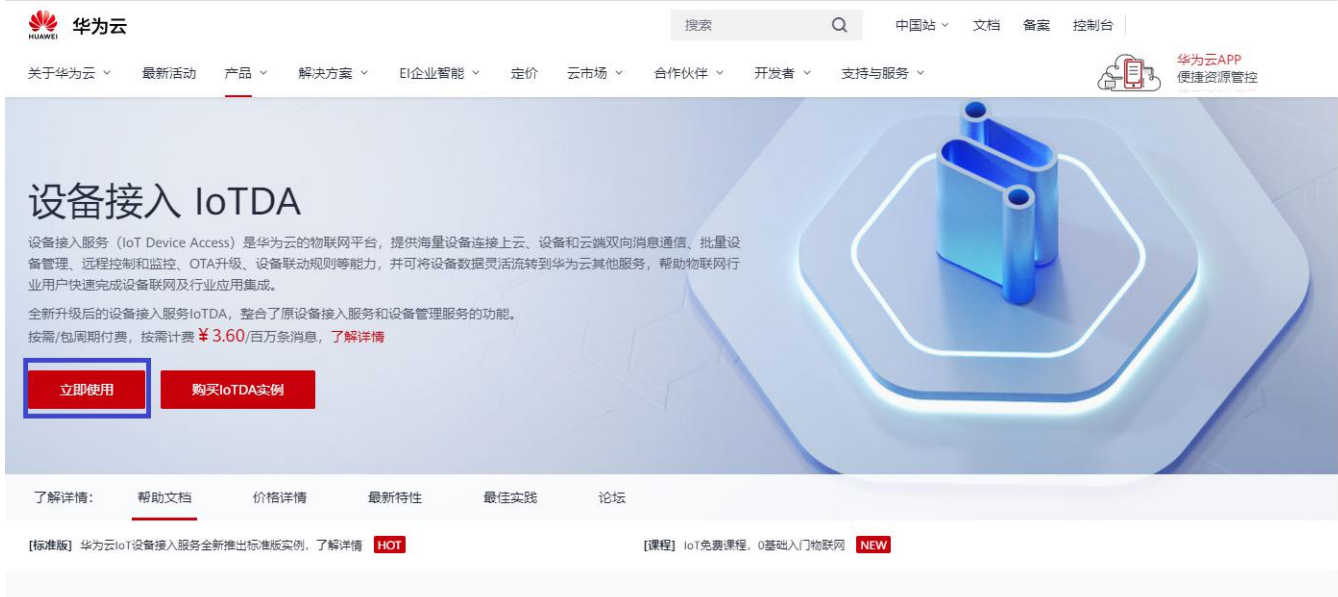 HUAWEI
华为云
搜索
中国站
文档
备案
控制台
关于华为云
最新活动
产品
解决方案
EI企业智能
定价
云市场
合作伙伴
开发者
支持与服务
华为云APP
便捷资源管控
设备接入 IoTDA
设备接入服务（IoT Device Access）是华为云的物联网平台，提供海量设备连接上云、设备和云端双向消息通信、批量设
备管理、远程控制和监控、OTA升级、设备联动规则等能力，并可将设备数据灵活流转到华为云其他服务，帮助物联网行
业用户快速完成设备联网及行业应用集成。
全新升级后的设备接入服务IoTDA，整合了原设备接入服务和设备管理服务的功能。
按需/包周期付费，按需计费 ¥ 3.60/百万条消息，了解详情
立即使用
购买IoTDA实例
了解详情：
帮助文档
价格详情
最新特性
最佳实践
论坛
[标准版] 华为云IoT设备接入服务全新推出标准版实例，了解详情 HOT
[课程] IoT免费课程，0基础入门物联网 NEW